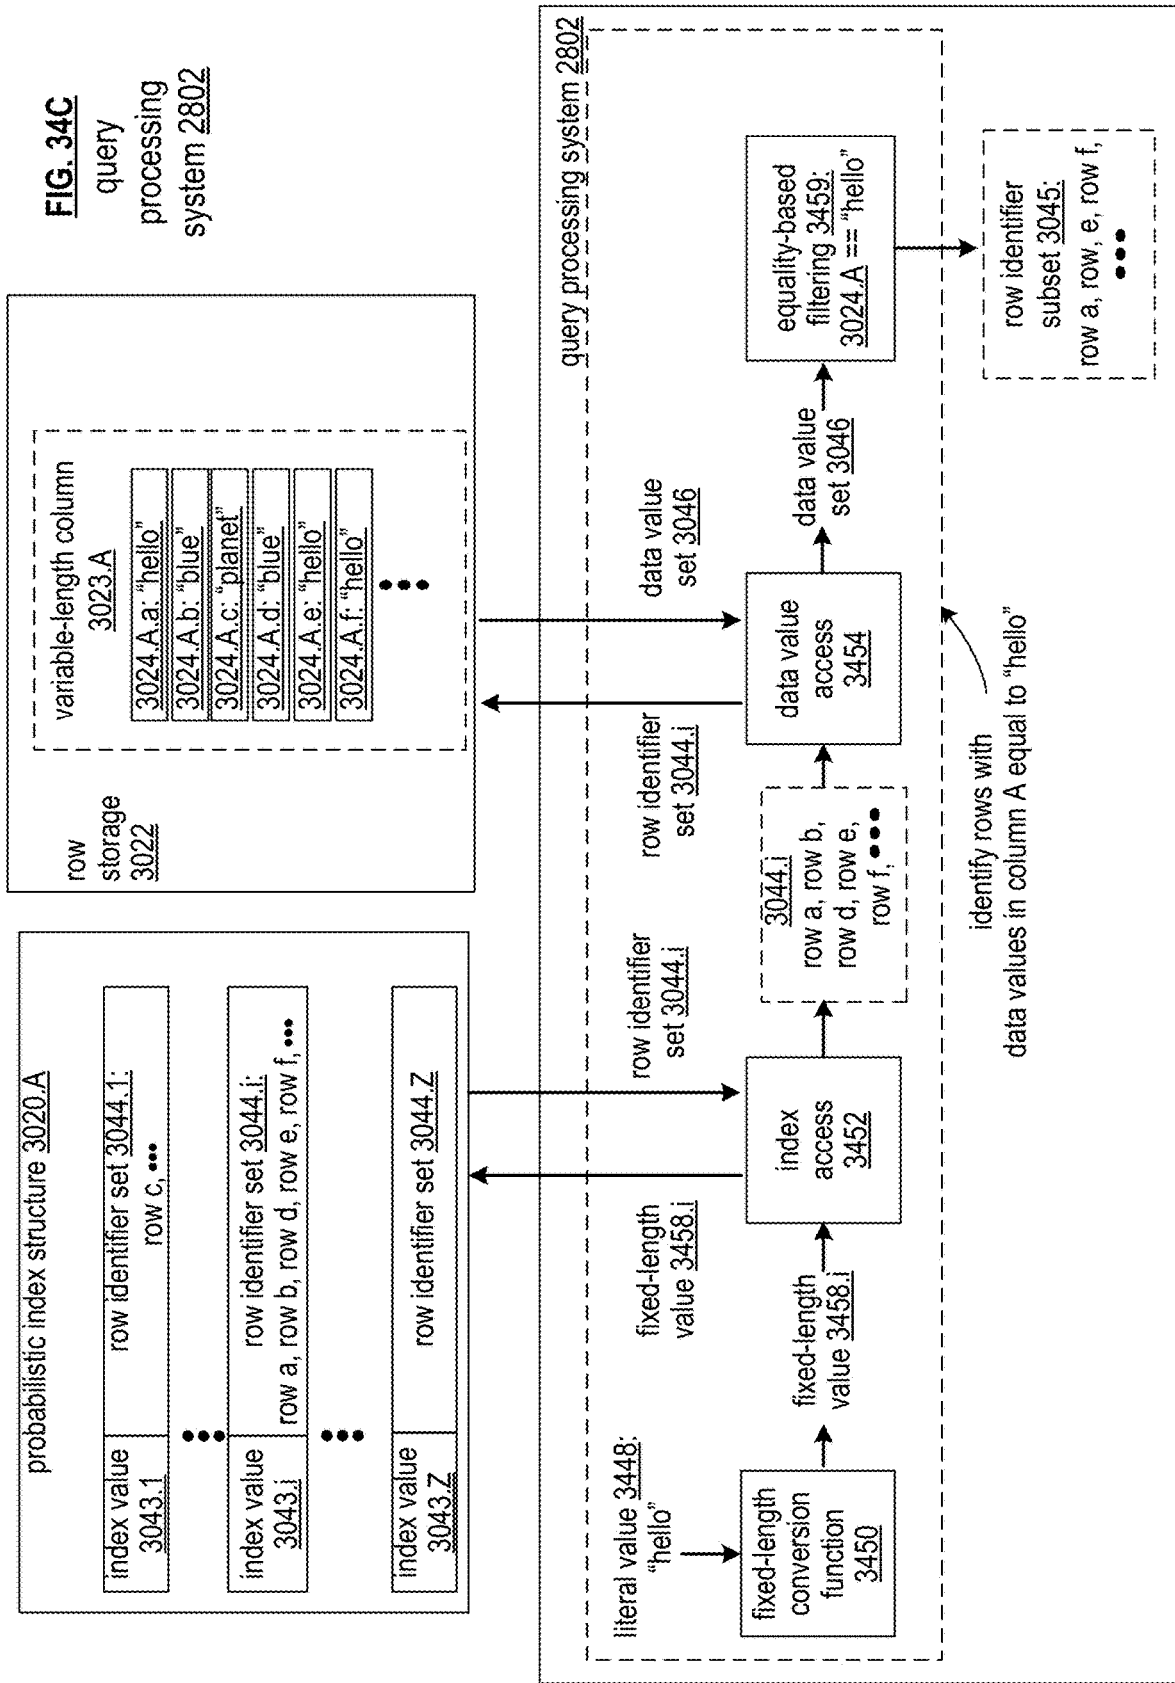 FIG. 34C
query
processing
system 2802
probabilistic index structure 3020.A
index value
3043.1
row identifier set 3044.1:
row c, •••
•••
index value
3043.i
row identifier set 3044.i:
row a, row b, row d, row e, row f, •••
•••
index value
3043.Z
row identifier set 3044.Z
row
storage
3022
variable-length column
3023.A
3024.A.a: “hello”
3024.A.b: “blue”
3024.A.c: “planet”
3024.A.d: “blue”
3024.A.e: “hello”
3024.A.f: “hello”
•••
query processing system 2802
literal value 3448:
“hello”
fixed-length
conversion
function
3450
fixed-length
value 3458.i
fixed-length
value 3458.i
index
access
3452
row identifier
set 3044.i
3044.i
row a, row b,
row d, row e,
row f, •••
row identifier
set 3044.i
data value
access
3454
data value
set 3046
data value
set 3046
equality-based
filtering 3459:
3024.A == “hello”
row identifier
subset 3045:
row a, row, e, row f,
•••
identify rows with
data values in column A equal to “hello”